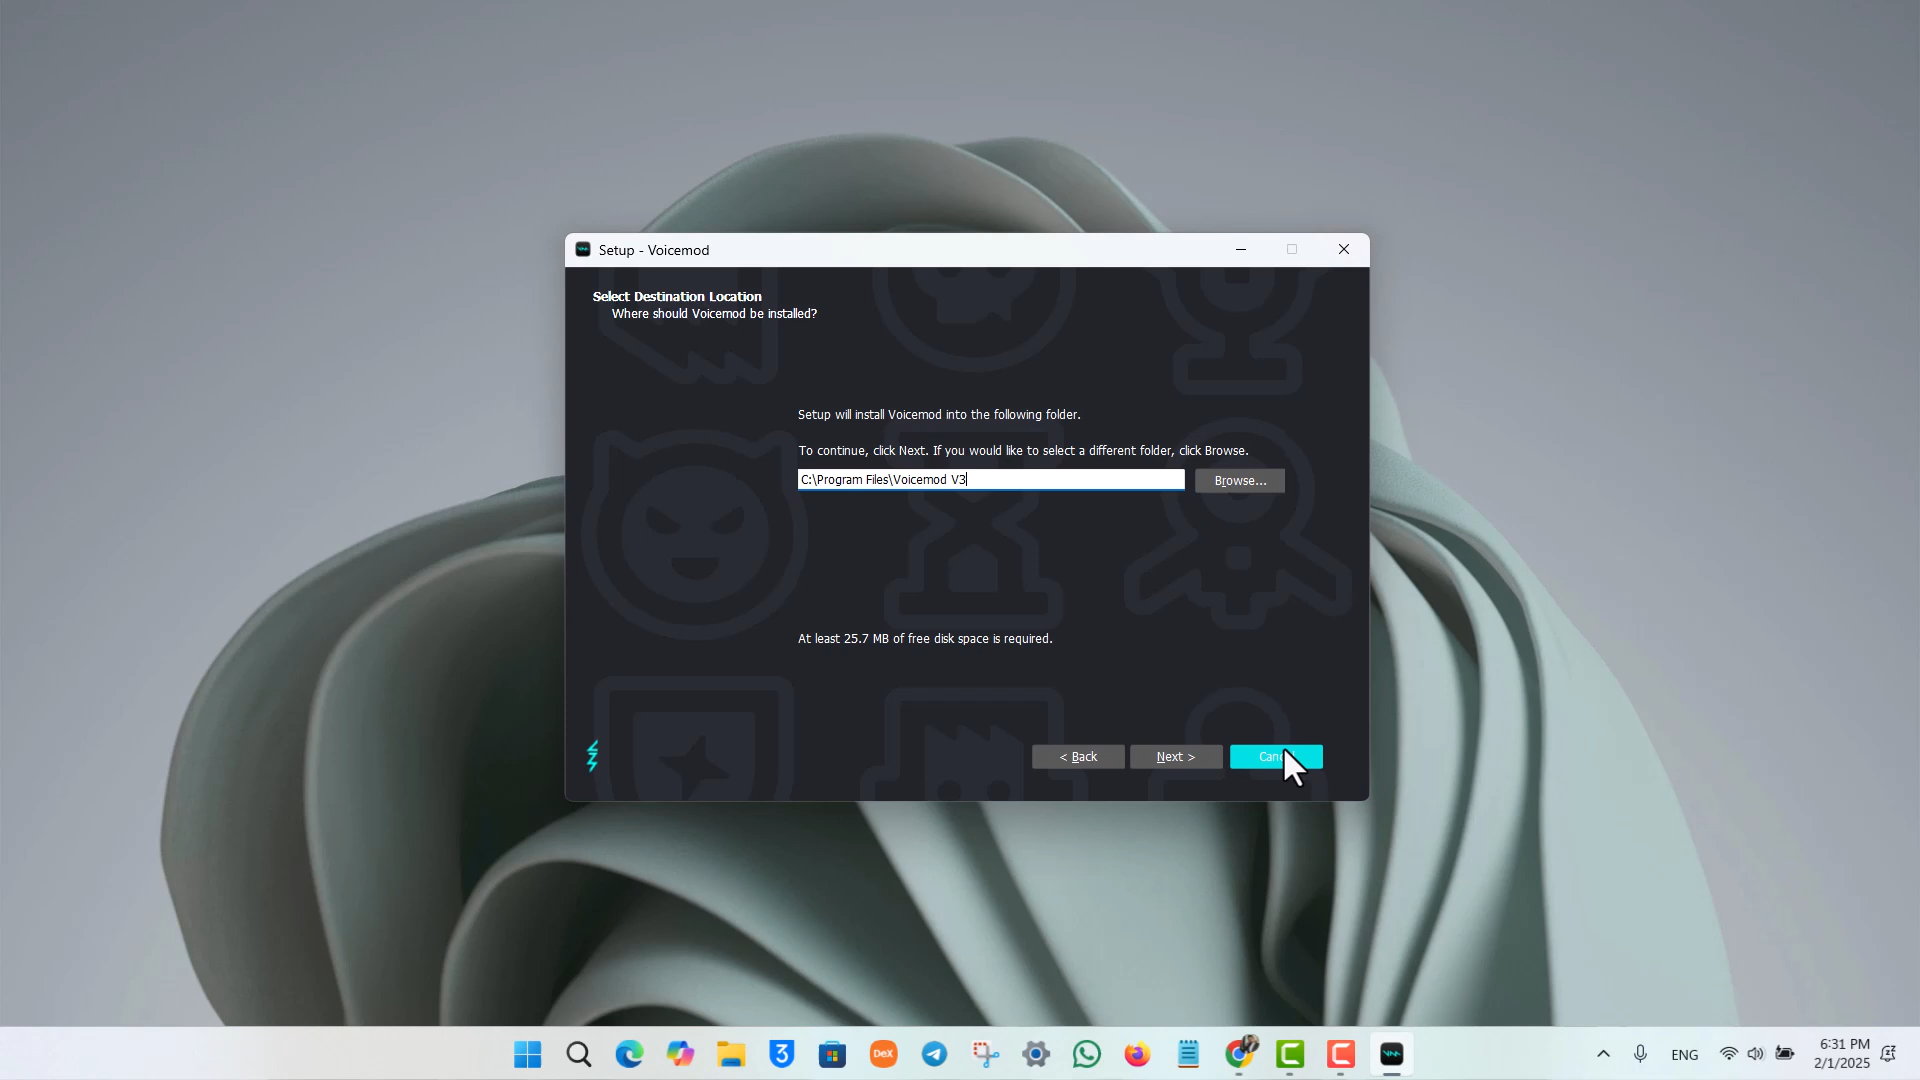 Setup - Voicemod
Select Destination Location
Where should Voicemod be installed?
Setup will install Voicemod into the following folder.
To continue, click Next. If you would like to select a different folder, click Browse.
C:\Program Files\Voicemod V3
Browse...
At least 25.7 MB of free disk space is required.
< Back
Next >
3
DeX
ENG
6:31 PM
2/1/2025